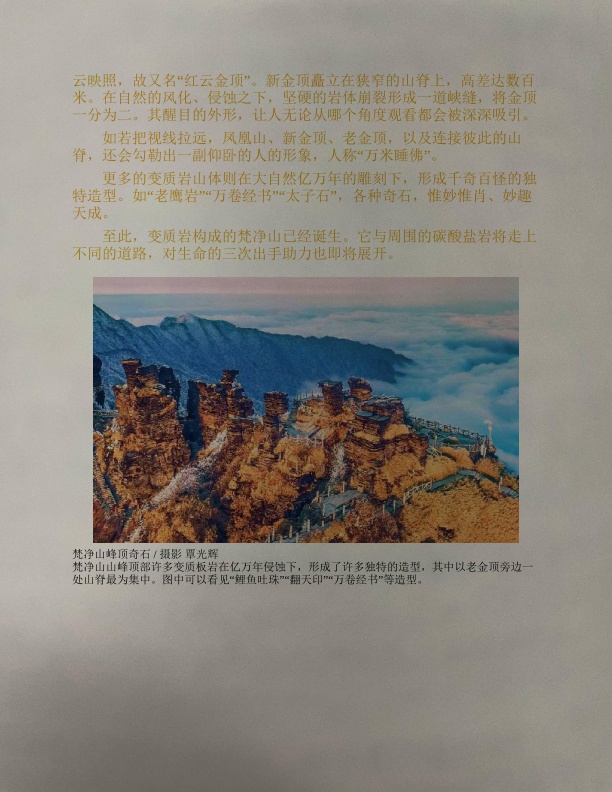 云映照，故又名“红云金顶”。新金顶矗立在狭窄的山脊上，高差达数百
米。在自然的风化、侵蚀之下，坚硬的岩体崩裂形成一道峡缝，将金顶
一分为二。其醒目的外形，让人无论从哪个角度观看都会被深深吸引。
如若把视线拉远，凤凰山、新金顶、老金顶，以及连接彼此的山
脊，还会勾勒出一副仰卧的人的形象，人称“万米睡佛”。
更多的变质岩山体则在大自然亿万年的雕刻下，形成千奇百怪的独
特造型。如“老鹰岩”“万卷经书”“太子石”，各种奇石，惟妙惟肖、妙趣
天成。
至此，变质岩构成的梵净山已经诞生。它与周围的碳酸盐岩将走上
不同的道路，对生命的三次出手助力也即将展开。
梵净山峰顶奇石 / 摄影 覃光辉
梵净山山峰顶部许多变质板岩在亿万年侵蚀下，形成了许多独特的造型，其中以老金顶旁边一
处山脊最为集中。图中可以看见“鲤鱼吐珠”“翻天印”“万卷经书”等造型。